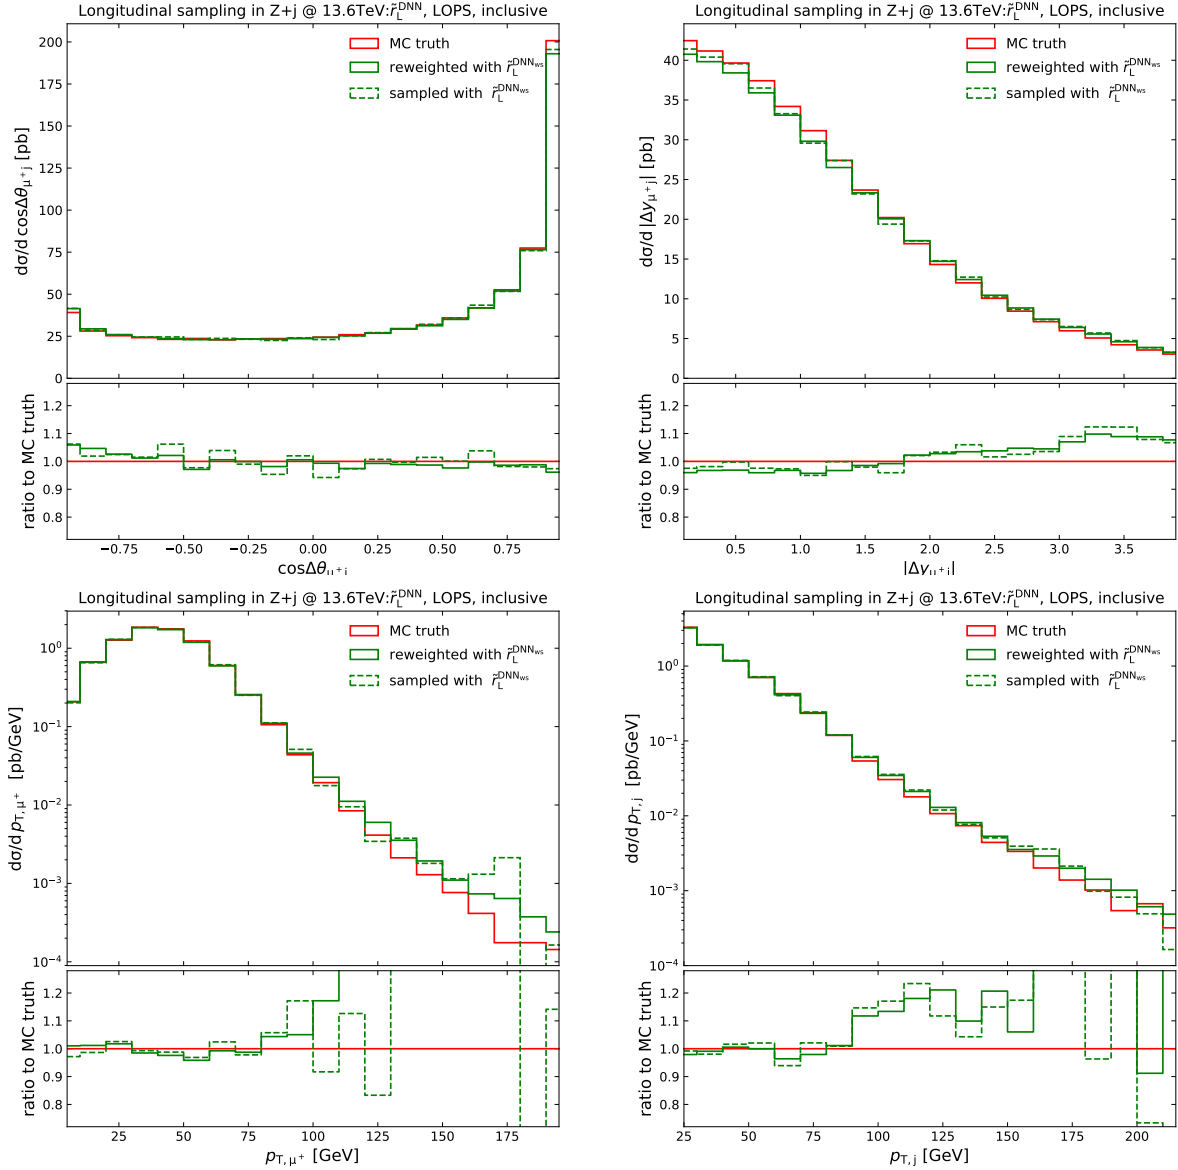 Longitudinal sampling in Z+j @ 13.6TeV:r̃_L^DNN, LOPS, inclusive
MC truth
reweighted with r̃_L^DNN_ws
sampled with r̃_L^DNN_ws
dσ/d cosΔθ_μ⁺j [pb]
200
175
150
125
100
75
50
25
0
ratio to MC truth
1.2
1.1
1.0
0.9
0.8
−0.75 −0.50 −0.25 0.00 0.25 0.50 0.75
cosΔθ_μ⁺j
Longitudinal sampling in Z+j @ 13.6TeV:r̃_L^DNN, LOPS, inclusive
MC truth
reweighted with r̃_L^DNN_ws
sampled with r̃_L^DNN_ws
dσ/d |Δy_μ⁺j| [pb]
40
35
30
25
20
15
10
5
0
ratio to MC truth
1.2
1.1
1.0
0.9
0.8
0.5 1.0 1.5 2.0 2.5 3.0 3.5
|Δy_μ⁺j|
Longitudinal sampling in Z+j @ 13.6TeV:r̃_L^DNN, LOPS, inclusive
MC truth
reweighted with r̃_L^DNN_ws
sampled with r̃_L^DNN_ws
dσ/d p_T,μ⁺ [pb/GeV]
10⁰
10⁻¹
10⁻²
10⁻³
10⁻⁴
ratio to MC truth
1.2
1.1
1.0
0.9
0.8
25 50 75 100 125 150 175
p_T,μ⁺ [GeV]
Longitudinal sampling in Z+j @ 13.6TeV:r̃_L^DNN, LOPS, inclusive
MC truth
reweighted with r̃_L^DNN_ws
sampled with r̃_L^DNN_ws
dσ/d p_T,j [pb/GeV]
10⁰
10⁻¹
10⁻²
10⁻³
10⁻⁴
ratio to MC truth
1.2
1.1
1.0
0.9
0.8
25 50 75 100 125 150 175 200
p_T,j [GeV]